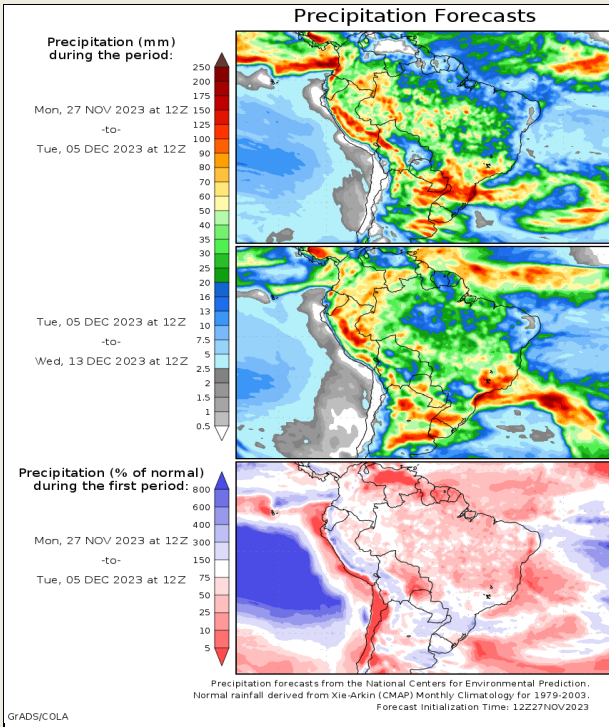 Precipitation Forecasts
Precipitation (mm)
during the period:
Mon, 27 NOV 2023 at 12Z
-to-
Tue, 05 DEC 2023 at 12Z
250
200
175
150
125
100
90
80
70
60
50
40
35
30
25
20
16
13
10
7.5
5
2.5
2
1.5
1
0.5
Tue, 05 DEC 2023 at 12Z
-to-
Wed, 13 DEC 2023 at 12Z
Precipitation (% of normal)
during the first period:
Mon, 27 NOV 2023 at 12Z
-to-
Tue, 05 DEC 2023 at 12Z
800
600
400
300
150
75
50
25
10
5
Precipitation forecasts from the National Centers for Environmental Prediction.
Normal rainfall derived from Xie-Arkin (CMAP) Monthly Climatology for 1979-2003.
Forecast Initialization Time: 12Z27NOV2023
GrADS/COLA